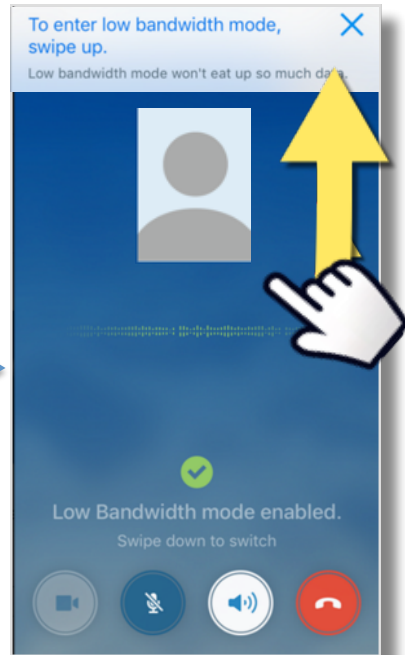 To enter low bandwidth mode,
swipe up.
Low bandwidth mode won't eat up so much data.
Low Bandwidth mode enabled.
Swipe down to switch